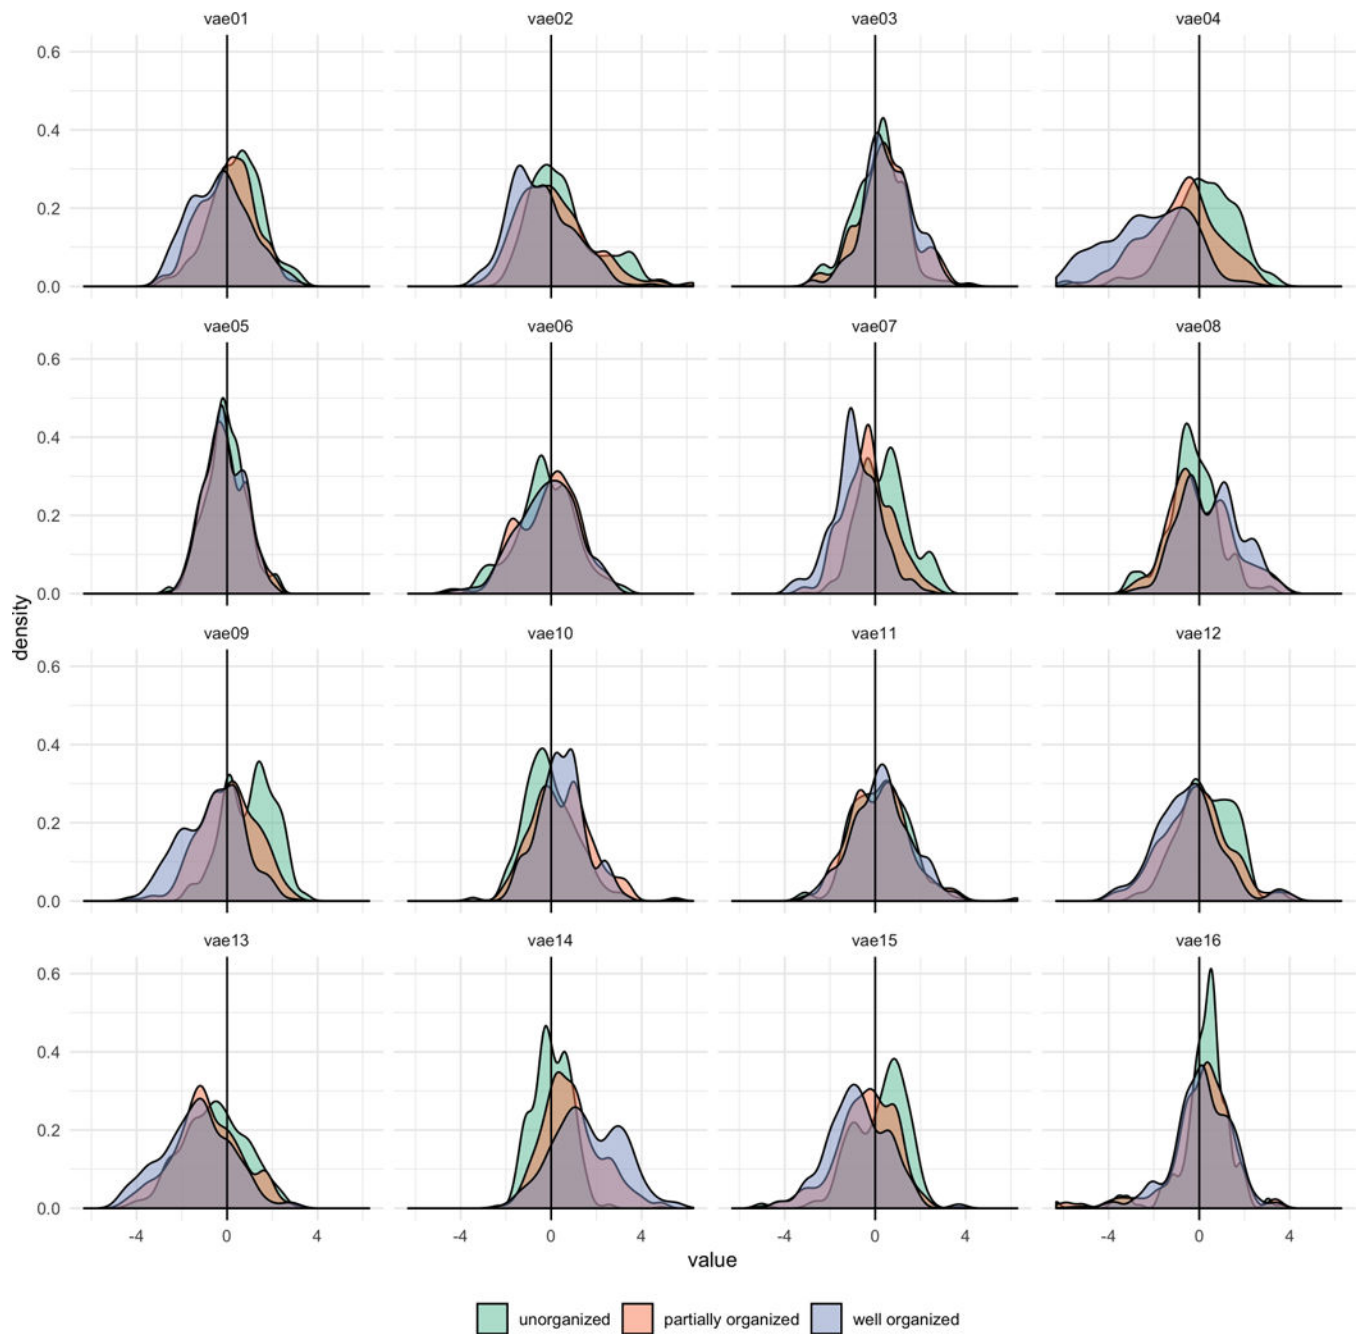 vae01 vae02 vae03 vae04
0.6
0.4
0.2
0.0
vae05 vae06 vae07 vae08
0.6
0.4
0.2
0.0
density
vae09 vae10 vae11 vae12
0.6
0.4
0.2
0.0
vae13 vae14 vae15 vae16
0.6
0.4
0.2
0.0
-4 0 4 -4 0 4 -4 0 4 -4 0 4
value
unorganized partially organized well organized